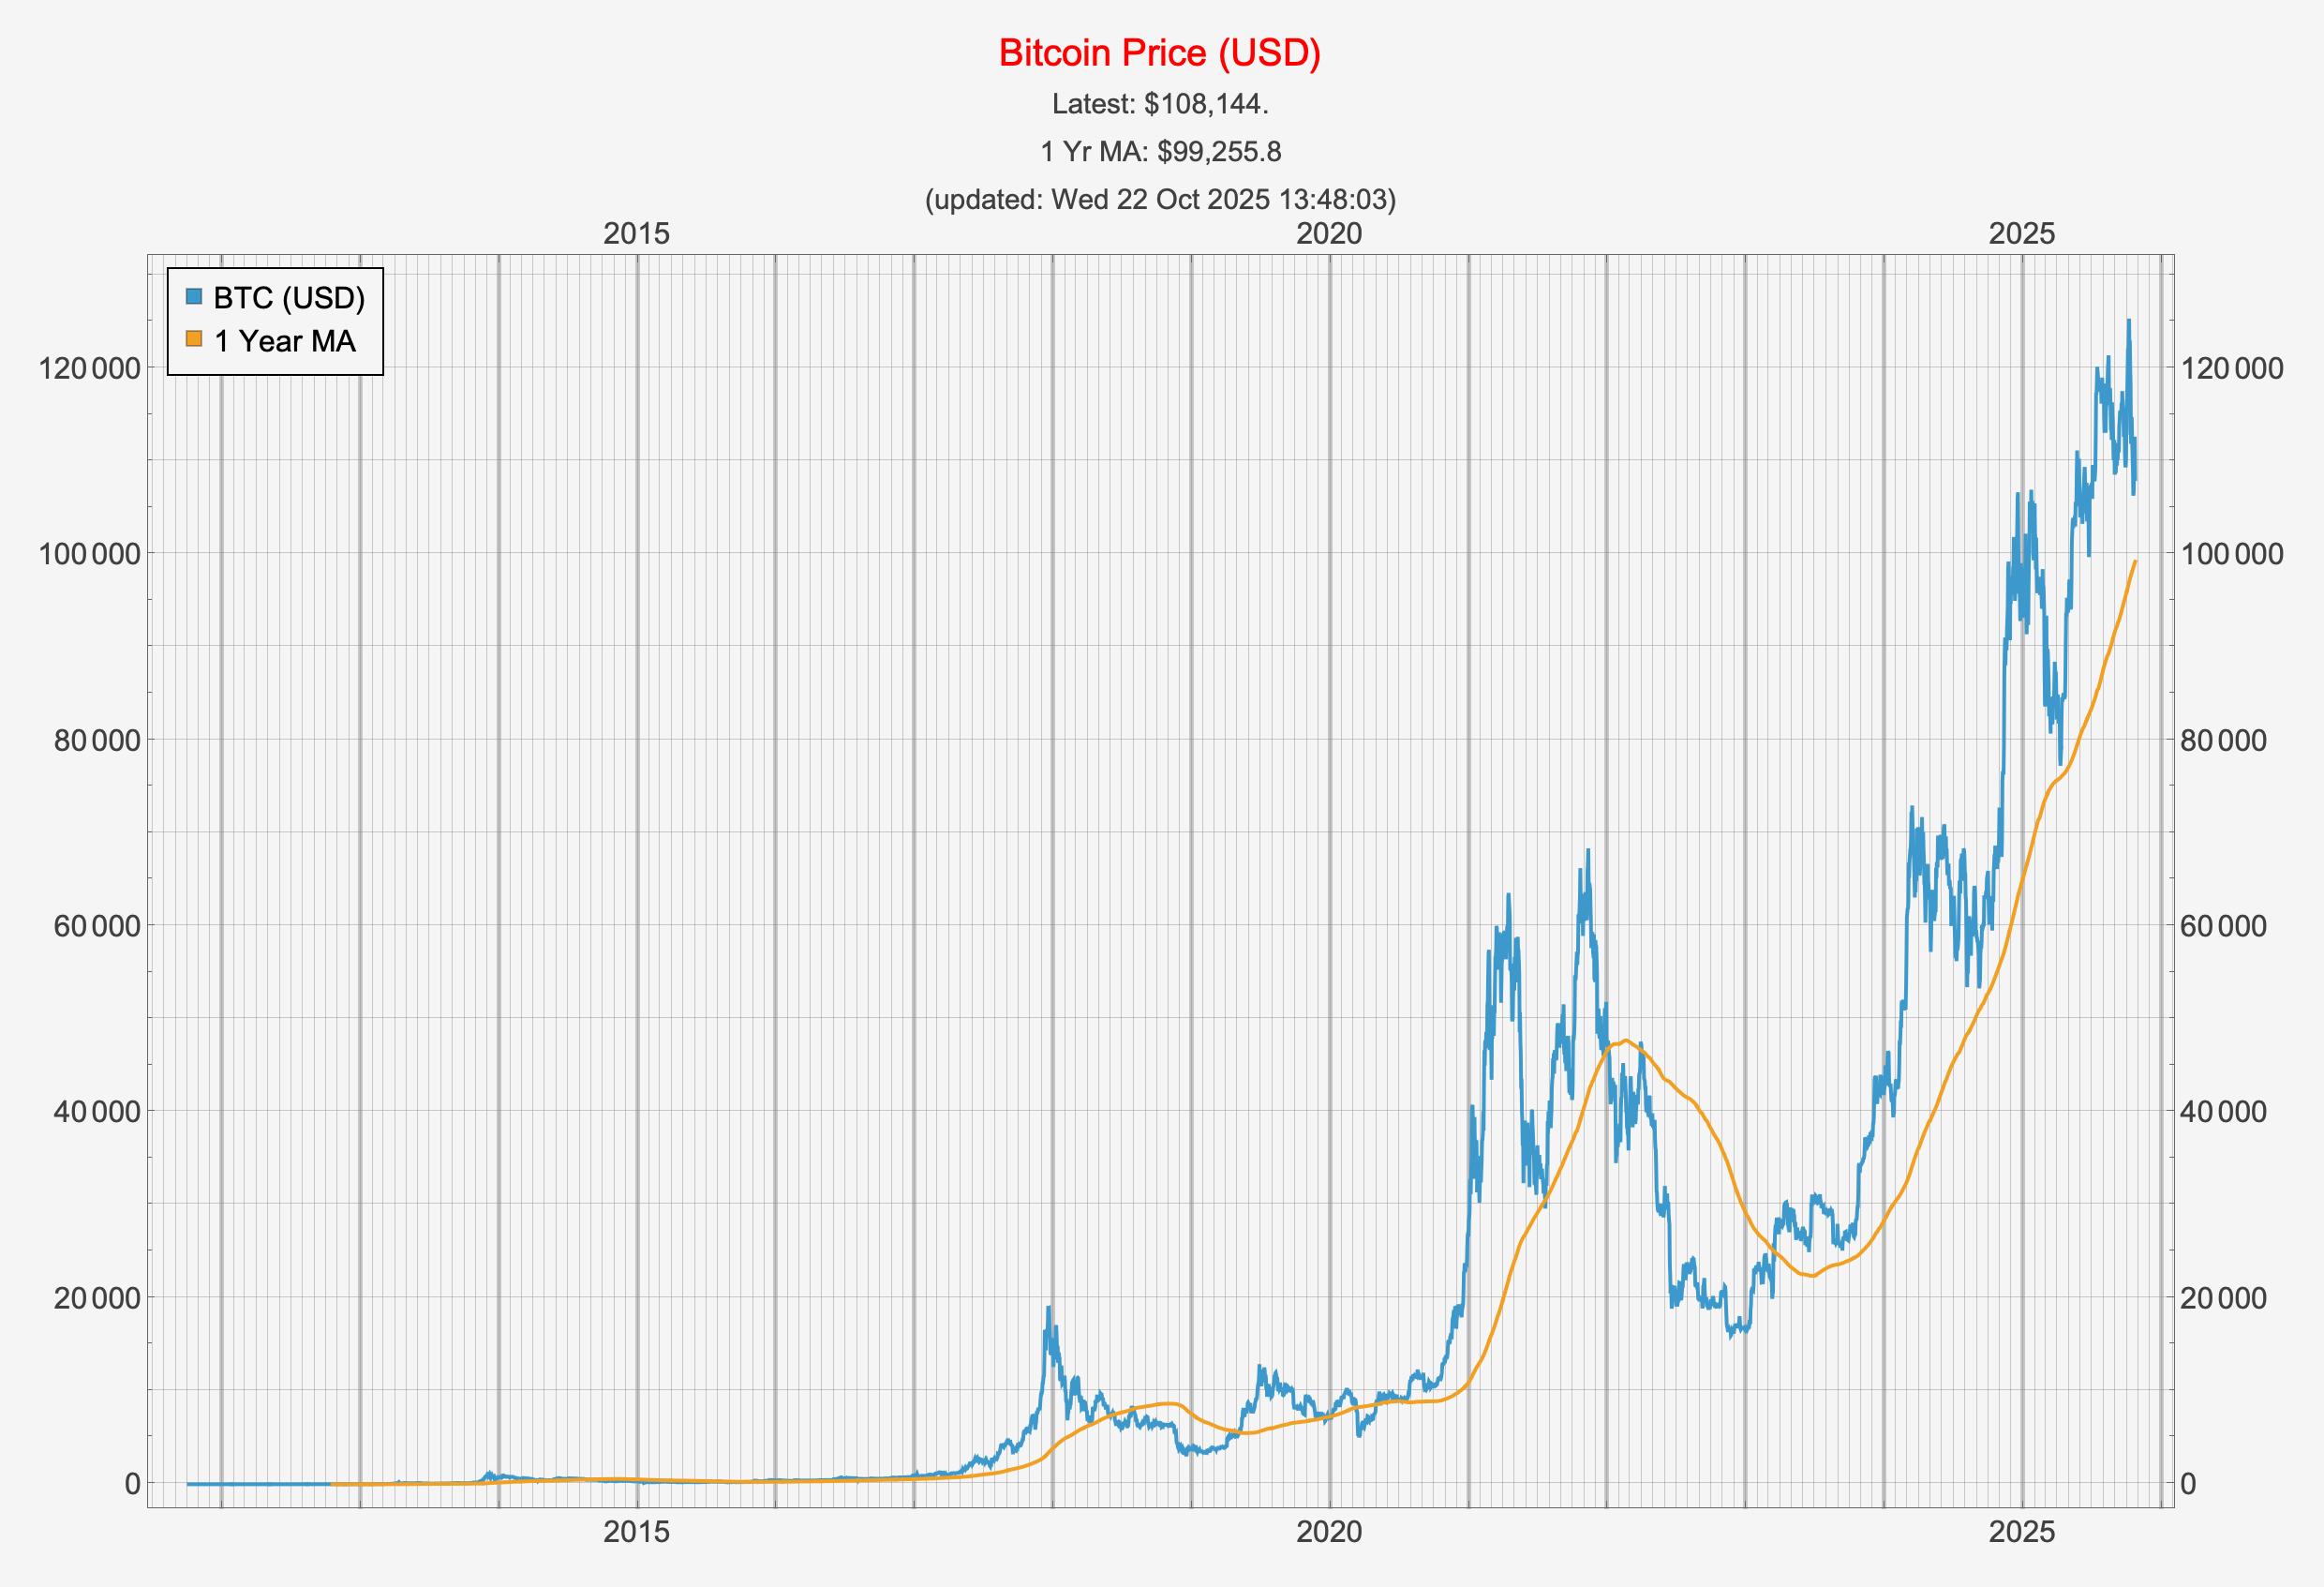 Bitcoin Price (USD)
Latest: $108,144.
1 Yr MA: $99,255.8
(updated: Wed 22 Oct 2025 13:48:03)
2015 2020 2025
BTC (USD)
1 Year MA
120 000 120 000
100 000 100 000
80 000 80 000
60 000 60 000
40 000 40 000
20 000 20 000
0 0
2015 2020 2025